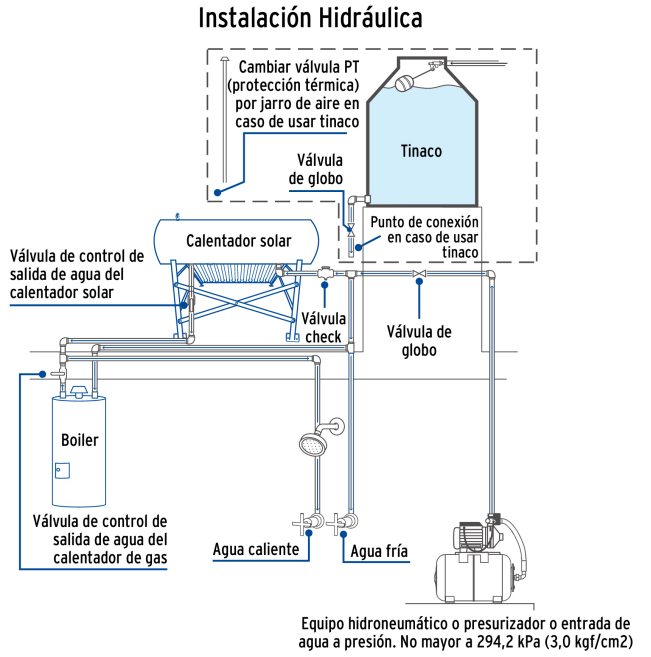 Instalación Hidráulica
Cambiar válvula PT
(protección térmica)
por jarro de aire en
caso de usar tinaco
Tinaco
Válvula
de globo
Punto de conexión
en caso de usar
tinaco
Calentador solar
Válvula de control de
salida de agua del
calentador solar
Válvula
check
Válvula de
globo
Boiler
Válvula de control de
salida de agua del
calentador de gas
Agua caliente
Agua fría
Equipo hidroneumático o presurizador o entrada de
agua a presión. No mayor a 294,2 kPa (3,0 kgf/cm2)